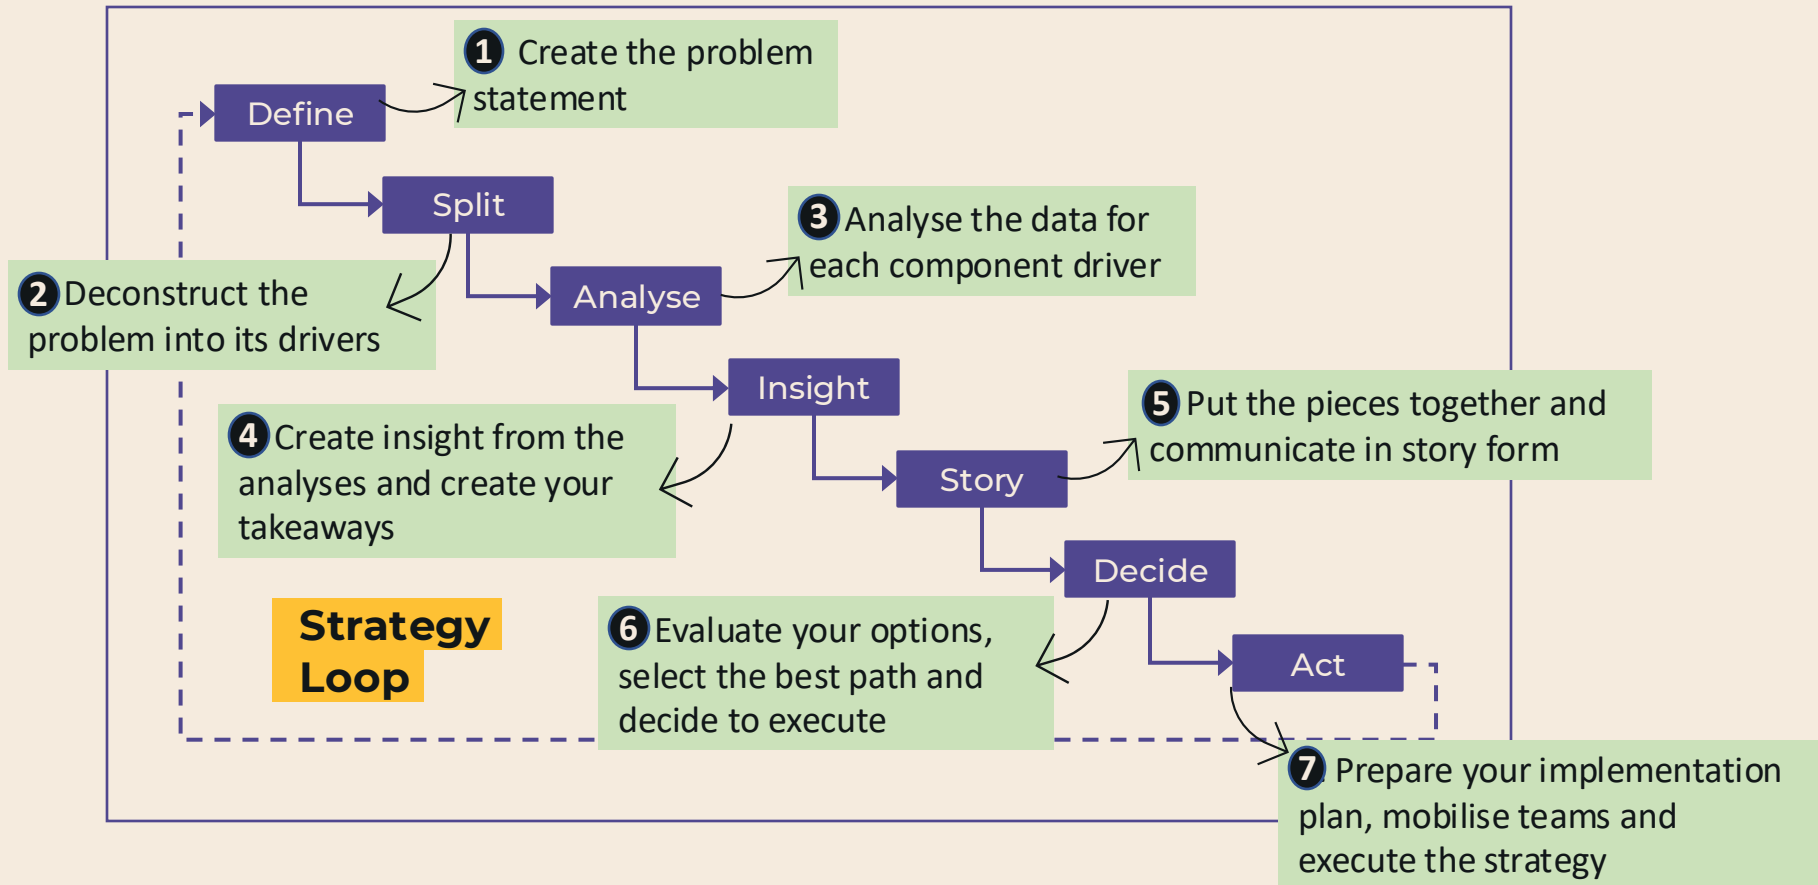 1 Create the problem
statement
Define
Split
3 Analyse the data for
each component driver
2 Deconstruct the
problem into its drivers
Analyse
Insight
5 Put the pieces together and
communicate in story form
4 Create insight from the
analyses and create your
takeaways
Story
Decide
Strategy
Loop
6 Evaluate your options,
select the best path and
decide to execute
Act
7 Prepare your implementation
plan, mobilise teams and
execute the strategy